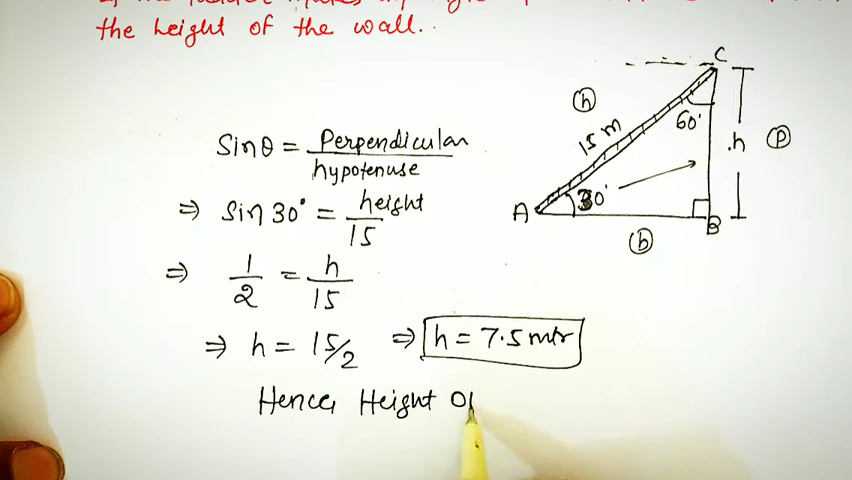 the height of the wall..
Sinθ = Perpendicular / hypotenuse
⇒ Sin 30° = height / 15
⇒ 1/2 = h/15
⇒ h = 15/2 ⇒ h = 7.5 mtr
Hence, Height of
C
h
15 m
60°
h
P
A
30°
B
b